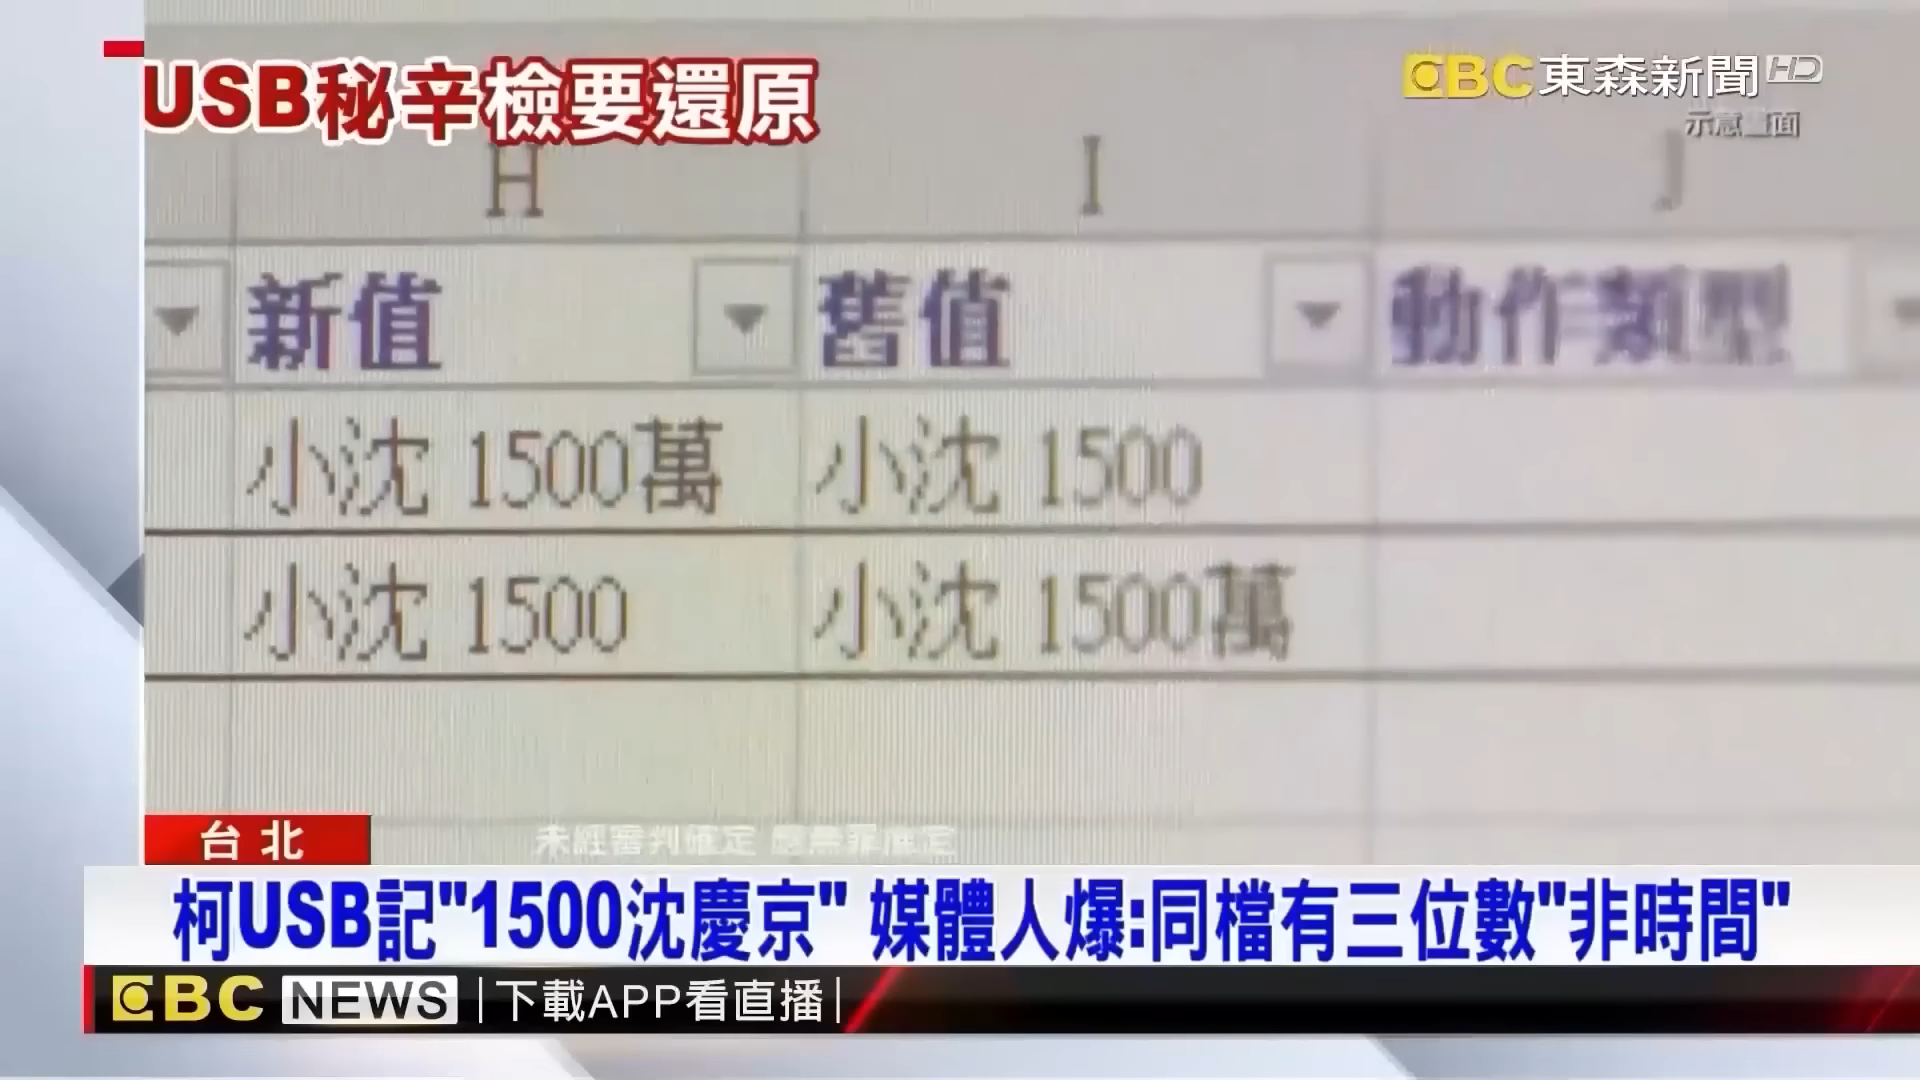 USB秘辛檢要還原
EBC東森新聞HD
示意畫面
H I J
新值 舊值 動作類型
小沈 1500萬 小沈 1500
小沈 1500 小沈 1500萬
台北
未經審判確定 應無罪推定
柯USB記"1500沈慶京" 媒體人爆:同檔有三位數"非時間"
EBC NEWS |下載APP看直播|